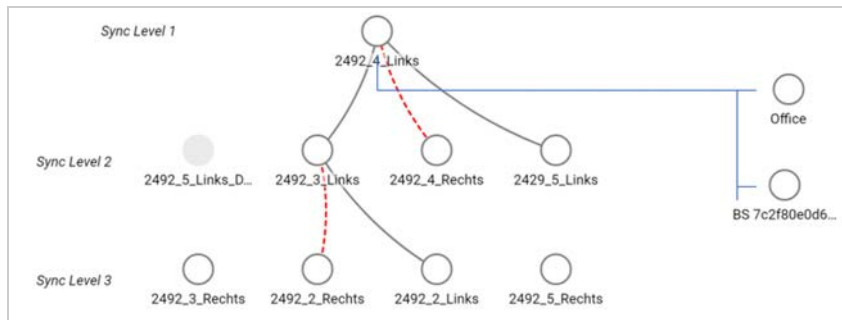 Sync Level 1
2492_4_Links
Office
Sync Level 2
2492_5_Links_D...
2492_3_Links
2492_4_Rechts
2429_5_Links
BS 7c2f80e0d6...
Sync Level 3
2492_3_Rechts
2492_2_Rechts
2492_2_Links
2492_5_Rechts